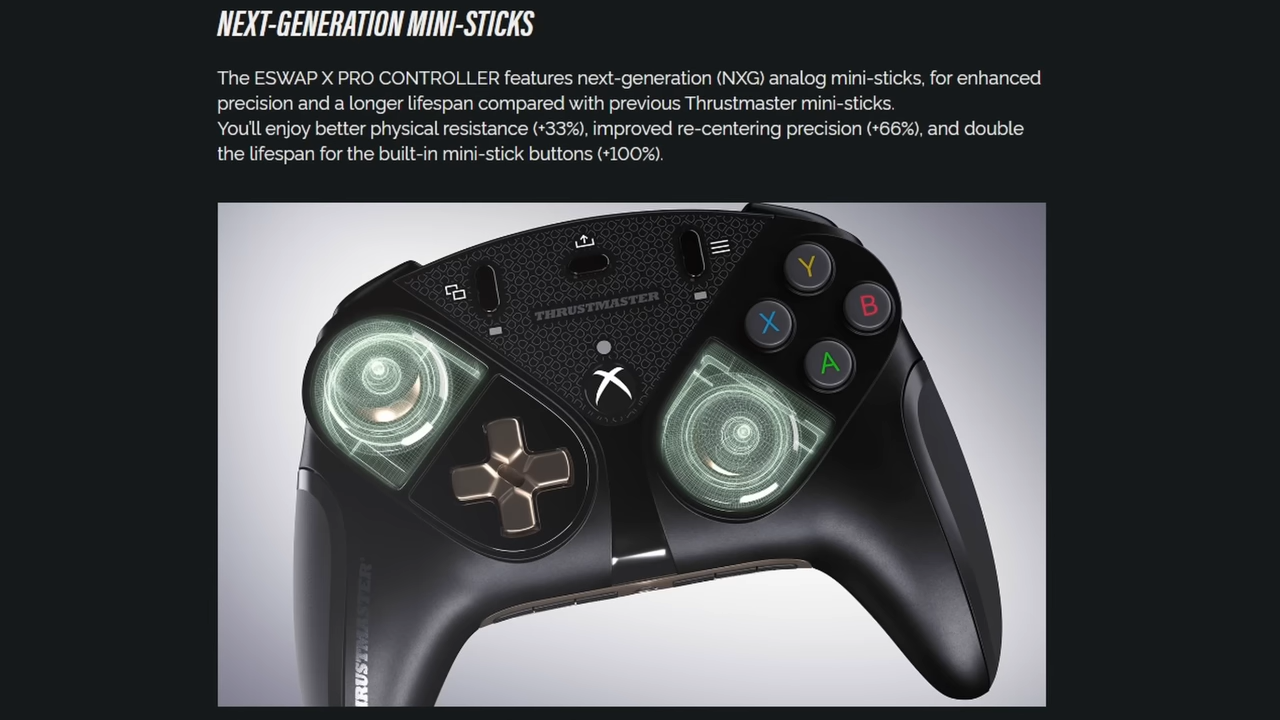 NEXT-GENERATION MINI-STICKS
The ESWAP X PRO CONTROLLER features next-generation (NXG) analog mini-sticks, for enhanced
precision and a longer lifespan compared with previous Thrustmaster mini-sticks.
You'll enjoy better physical resistance (+33%), improved re-centering precision (+66%), and double
the lifespan for the built-in mini-stick buttons (+100%).
THRUSTMASTER
Y
B
X
A
THRUSTMASTER